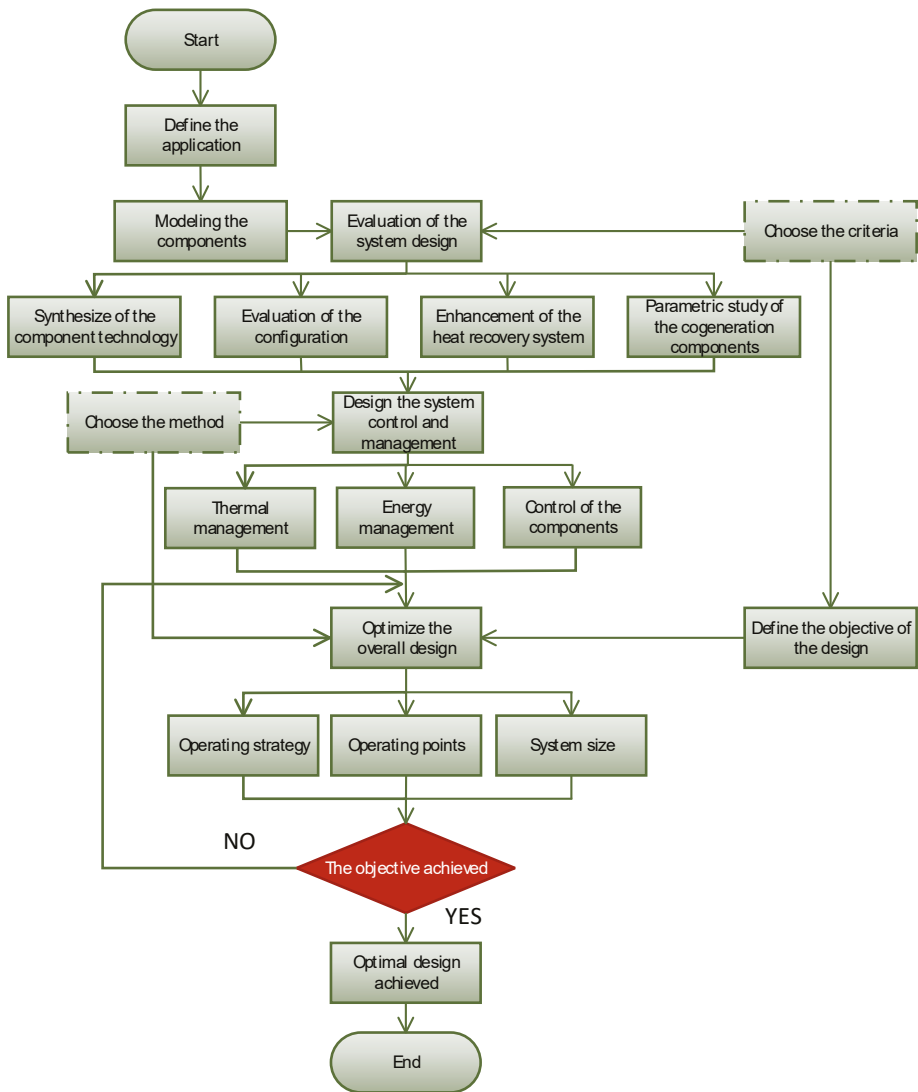 Start
Define the
application
Modeling the
components
Evaluation of the
system design
Choose the criteria
Synthesize of the
component technology
Evaluation of the
configuration
Enhancement of the
heat recovery system
Parametric study of
the cogeneration
components
Choose the method
Design the system
control and
management
Thermal
management
Energy
management
Control of the
components
Optimize the
overall design
Define the objective of
the design
Operating strategy
Operating points
System size
NO
The objective achieved
YES
Optimal design
achieved
End